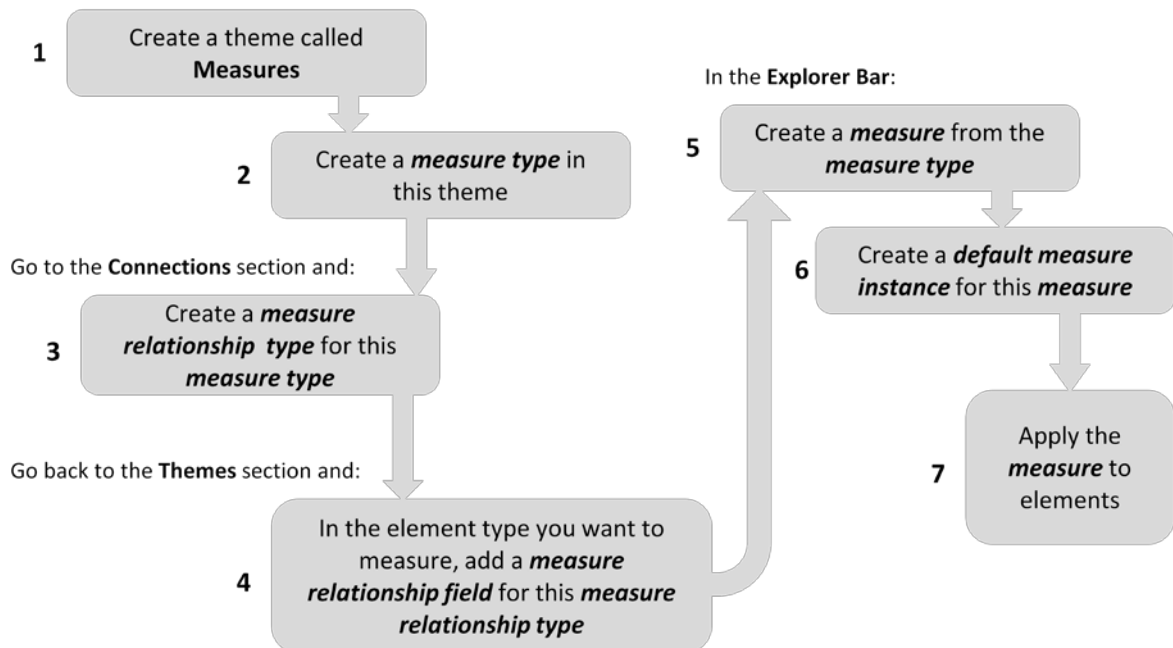 1
Create a theme called
Measures
2
Create a measure type in
this theme
Go to the Connections section and:
3
Create a measure
relationship type for this
measure type
Go back to the Themes section and:
4
In the element type you want to
measure, add a measure
relationship field for this measure
relationship type
In the Explorer Bar:
5
Create a measure from the
measure type
6
Create a default measure
instance for this measure
7
Apply the
measure to
elements